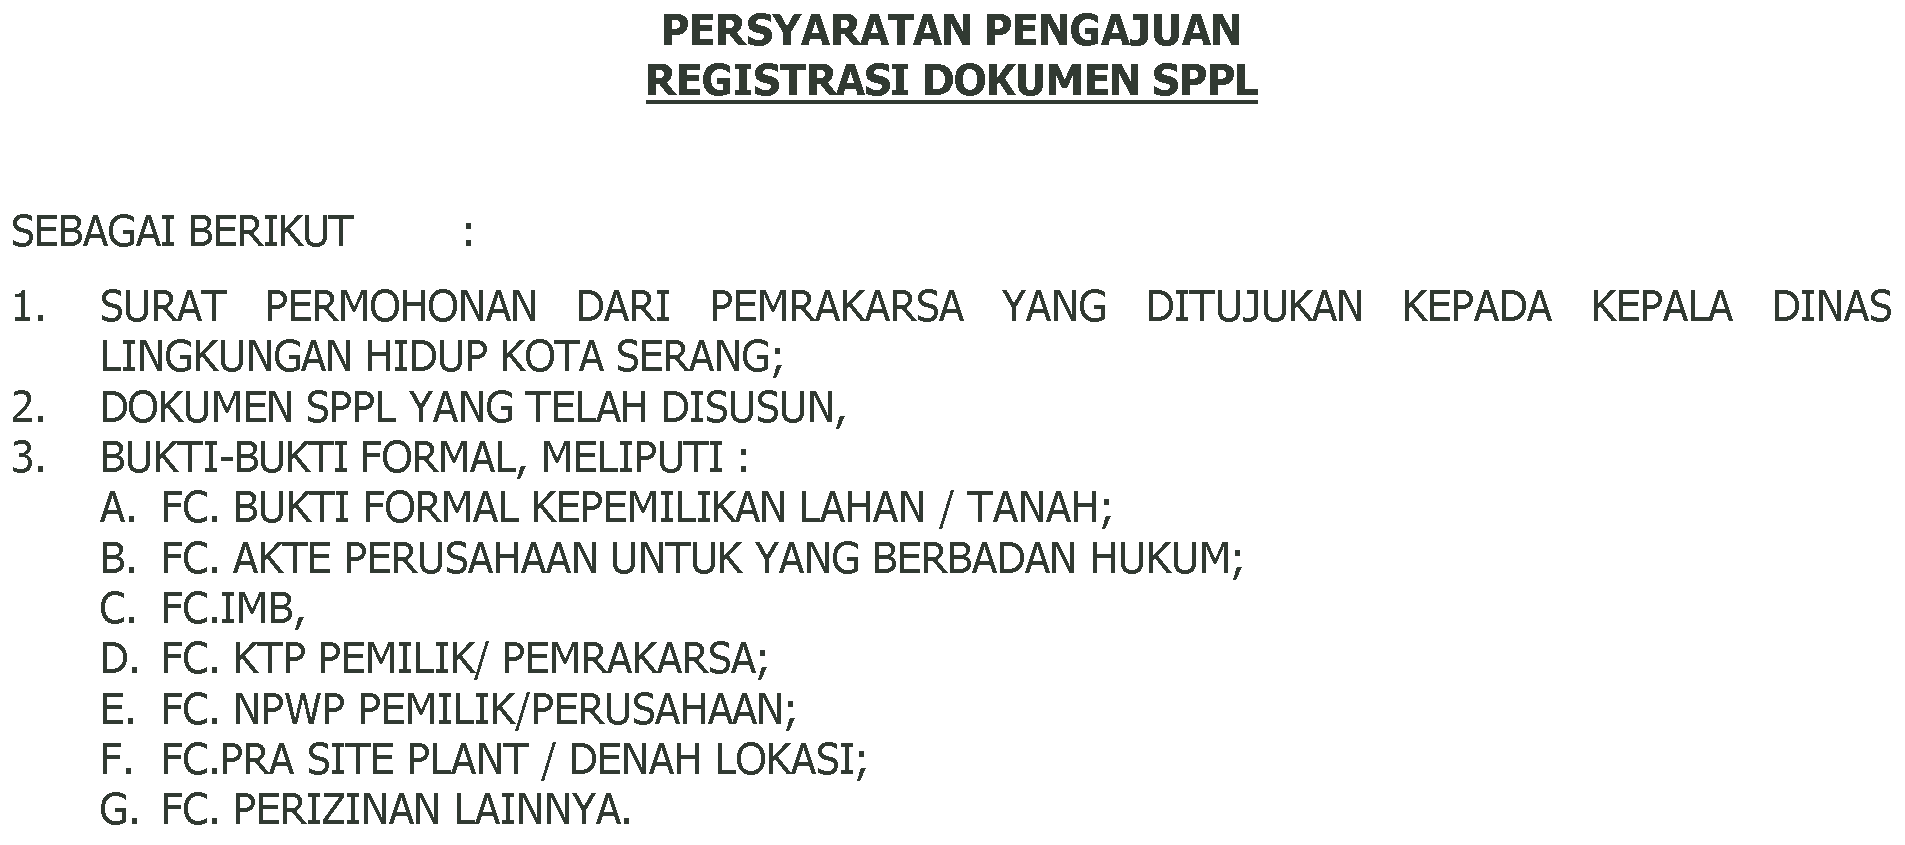 PERSYARATAN PENGAJUAN
REGISTRASI DOKUMEN SPPL
SEBAGAI BERIKUT :
1. SURAT PERMOHONAN DARI PEMRAKARSA YANG DITUJUKAN KEPADA KEPALA DINAS
LINGKUNGAN HIDUP KOTA SERANG;
2. DOKUMEN SPPL YANG TELAH DISUSUN,
3. BUKTI-BUKTI FORMAL, MELIPUTI :
A. FC. BUKTI FORMAL KEPEMILIKAN LAHAN / TANAH;
B. FC. AKTE PERUSAHAAN UNTUK YANG BERBADAN HUKUM;
C. FC.IMB,
D. FC. KTP PEMILIK/ PEMRAKARSA;
E. FC. NPWP PEMILIK/PERUSAHAAN;
F. FC.PRA SITE PLANT / DENAH LOKASI;
G. FC. PERIZINAN LAINNYA.